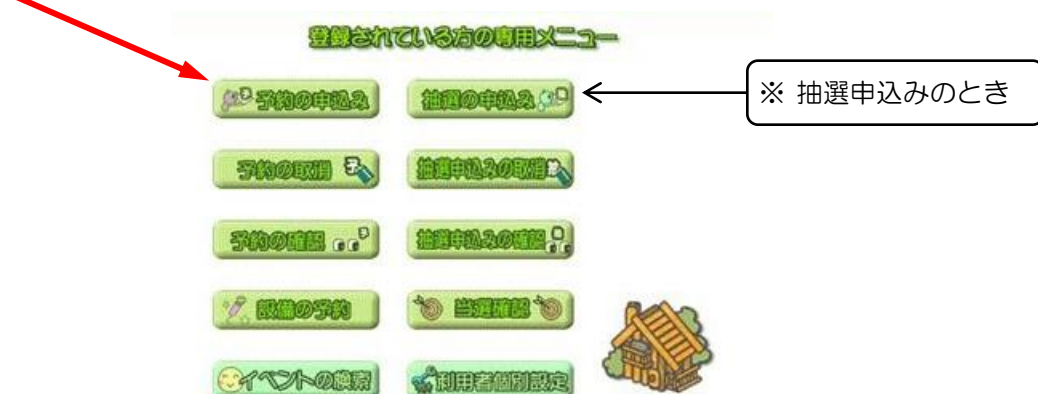 登録されている方の専用メニュー
予約の申込み 抽選の申込み ※ 抽選申込みのとき
予約の取消 抽選申込みの取消
予約の確認 抽選申込みの確認
設備の予約 当選確認
イベントの検索 利用者個別設定